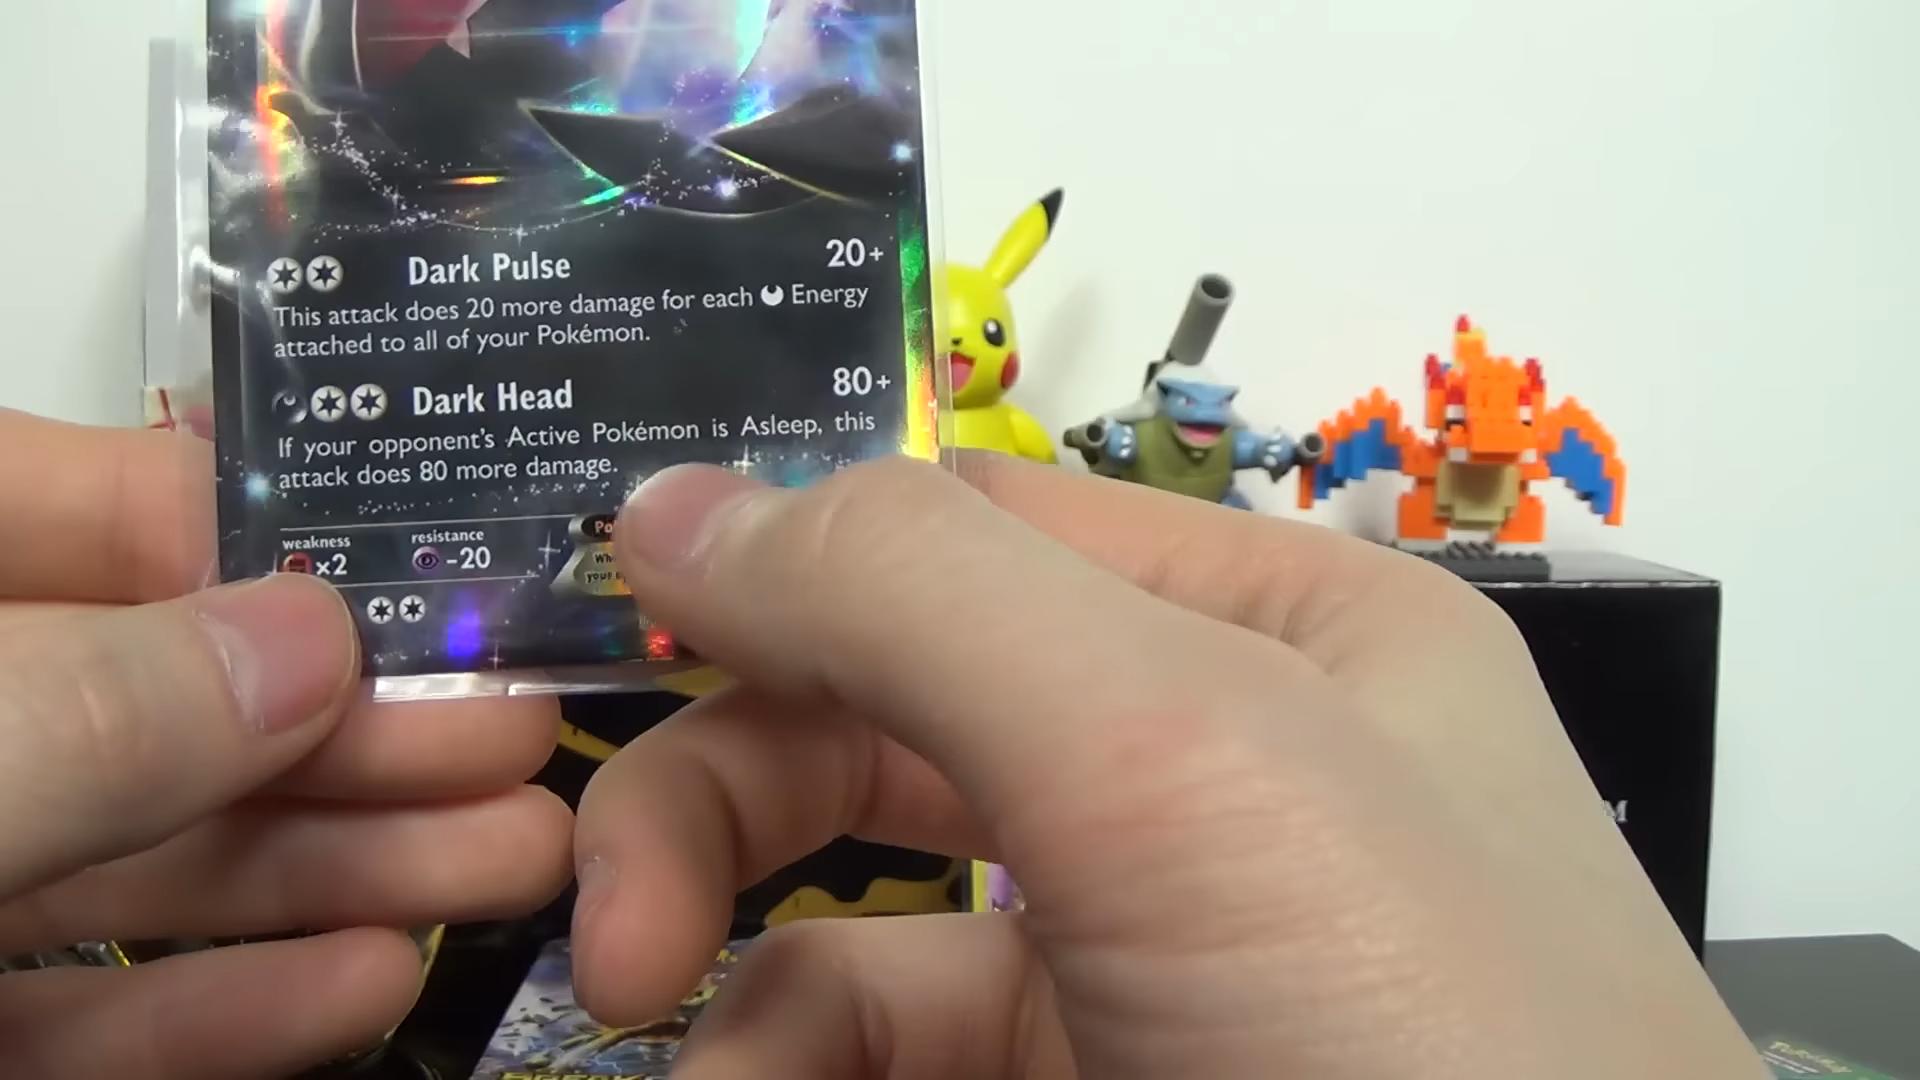 Dark Pulse 20+
This attack does 20 more damage for each Energy
attached to all of your Pokémon.
Dark Head 80+
If your opponent's Active Pokémon is Asleep, this
attack does 80 more damage.
weakness resistance
×2 -20